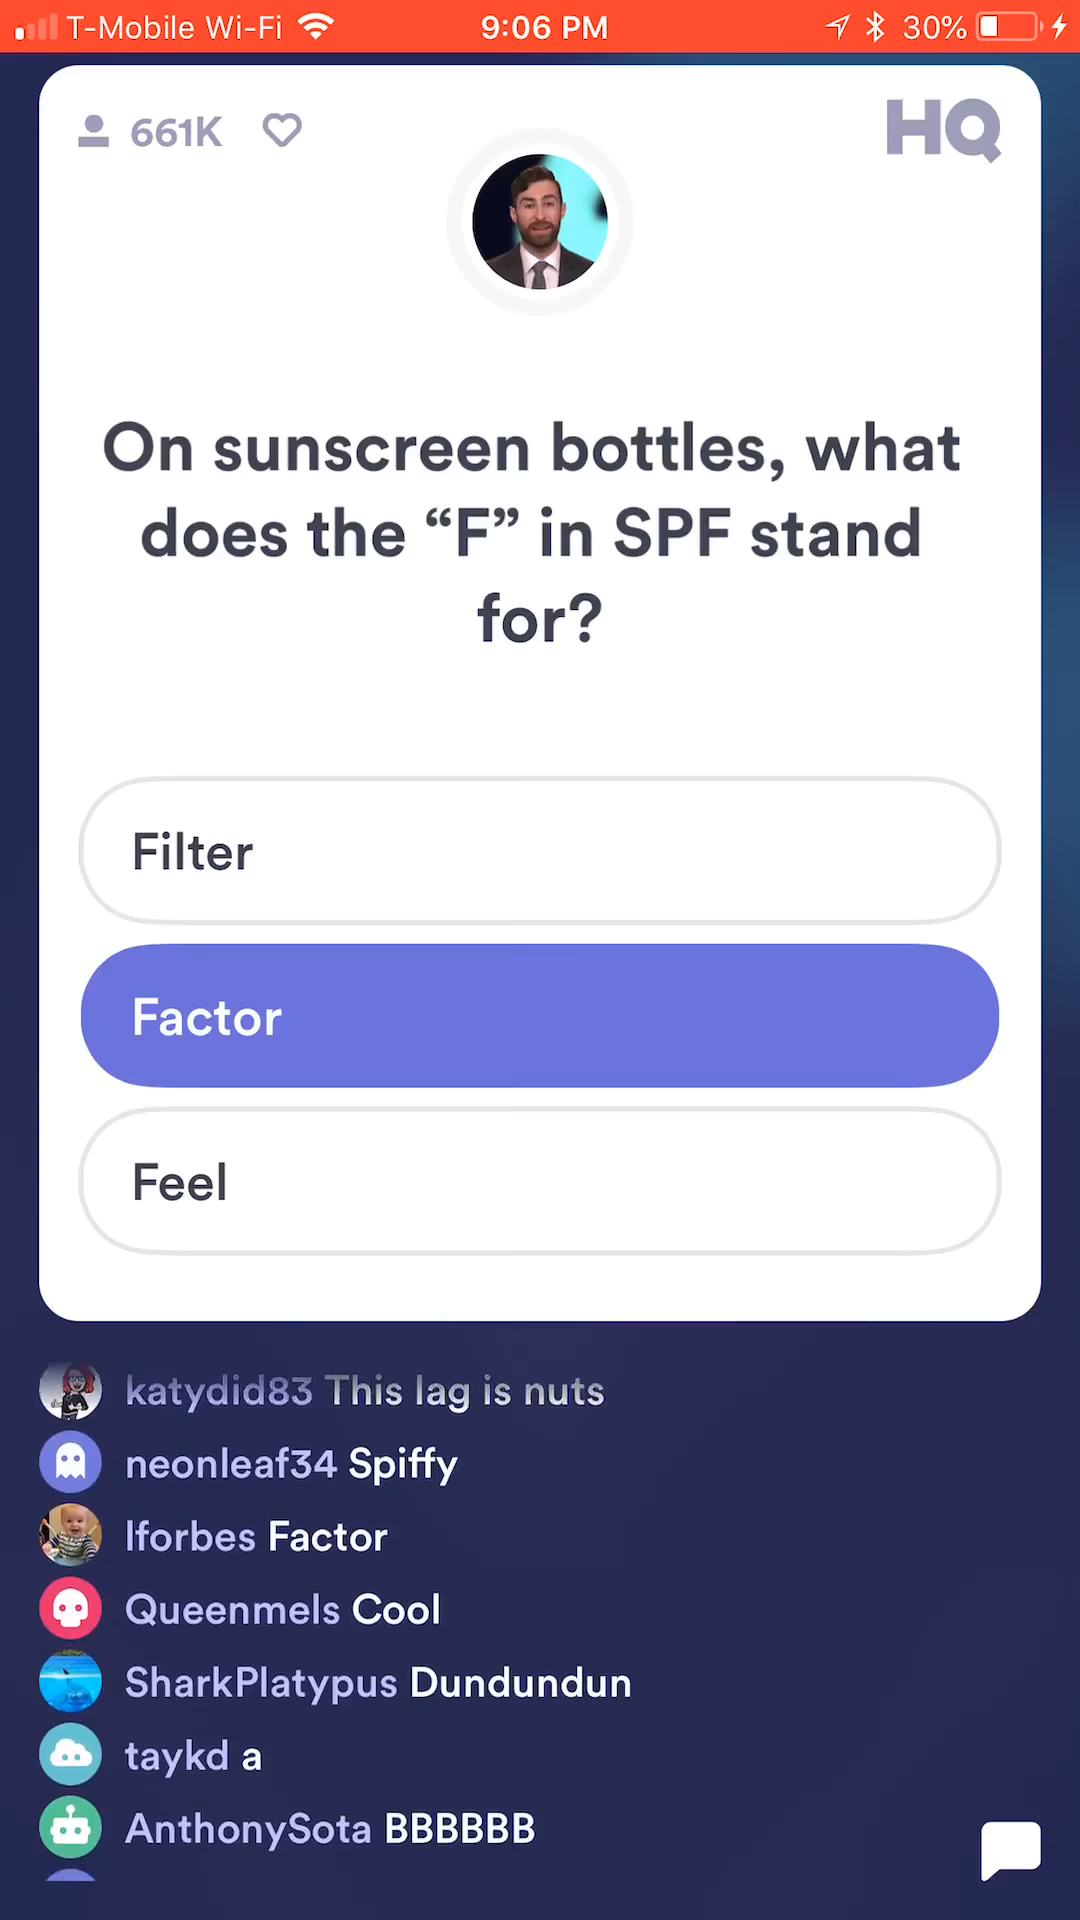 T-Mobile Wi-Fi 9:06 PM 30%
661K HQ
On sunscreen bottles, what
does the “F” in SPF stand
for?
Filter
Factor
Feel
katydid83 This lag is nuts
neonleaf34 Spiffy
lforbes Factor
Queenmels Cool
SharkPlatypus Dundundun
taykd a
AnthonySota BBBBBB